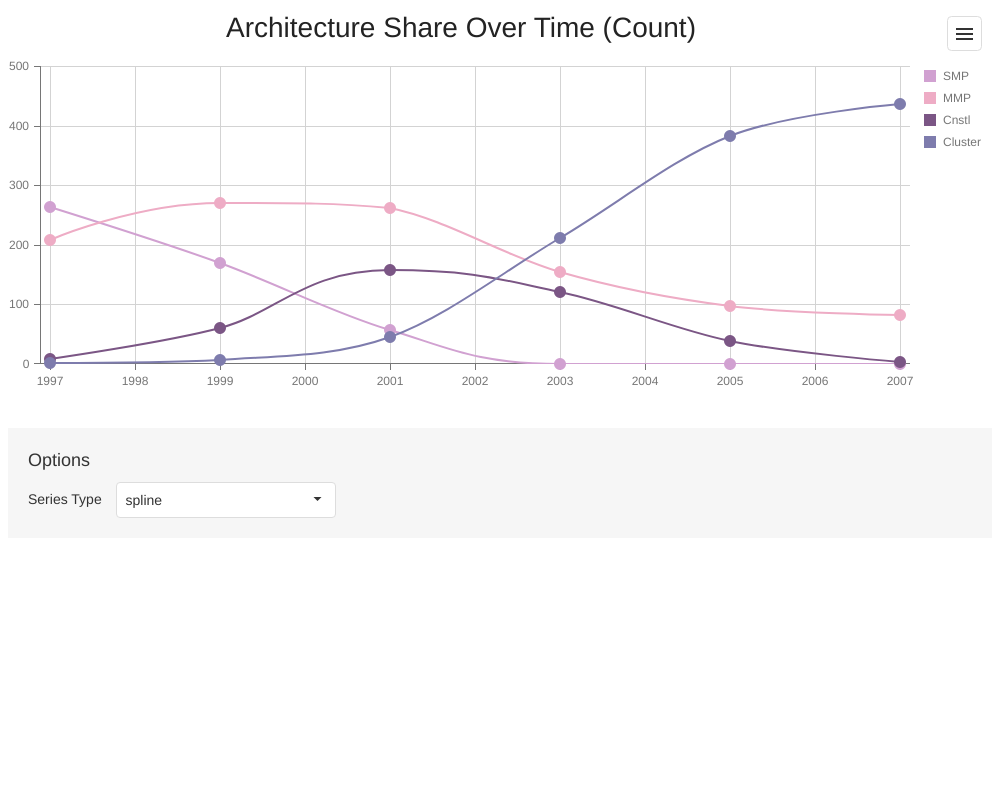 Architecture Share Over Time (Count)
500
400
300
200
100
0
1997 1998 1999 2000 2001 2002 2003 2004 2005 2006 2007
SMP
MMP
Cnstl
Cluster
Options
Series Type spline